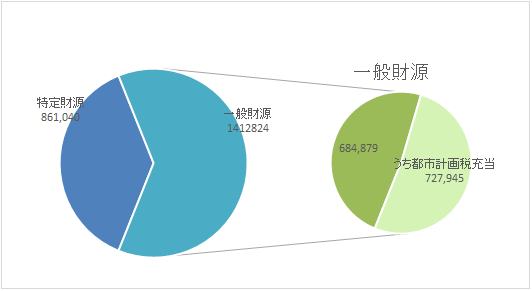 特定財源
861,040
一般財源
1412824
一般財源
684,879
うち都市計画税充当
727,945